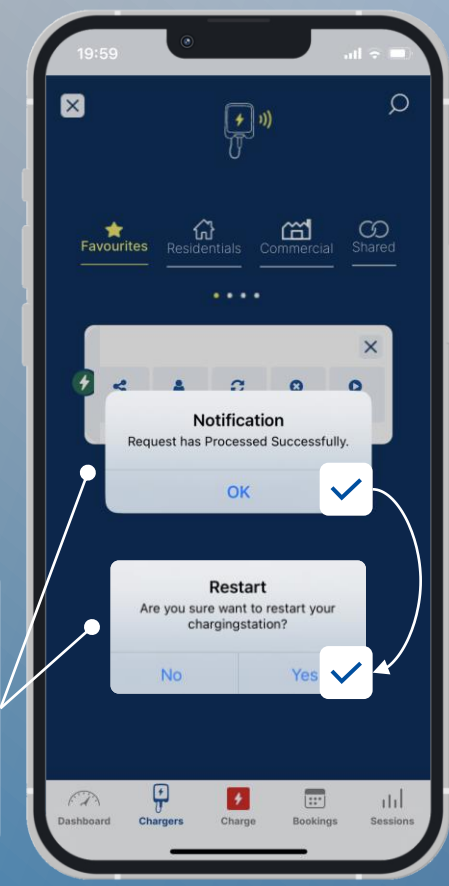 19:59
Favourites
Residentials
Commercial
Shared
Notification
Request has Processed Successfully.
OK
Restart
Are you sure want to restart your
chargingstation?
No
Yes
Dashboard
Chargers
Charge
Bookings
Sessions